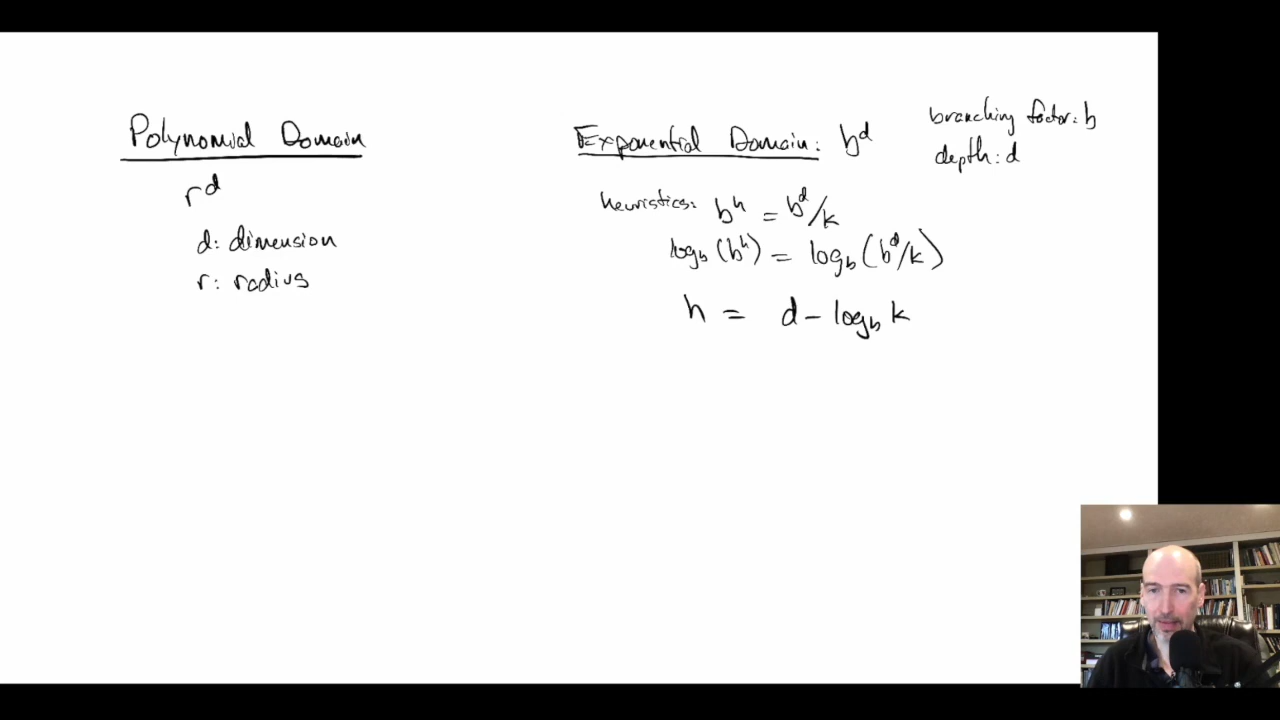 Polynomial Domain
r^d
d: dimension
r: radius
Exponential Domain: b^d
branching factor: b
depth: d
heuristics: b^h = b^d/k
log_b (b^h) = log_b (b^d/k)
h = d - log_b k